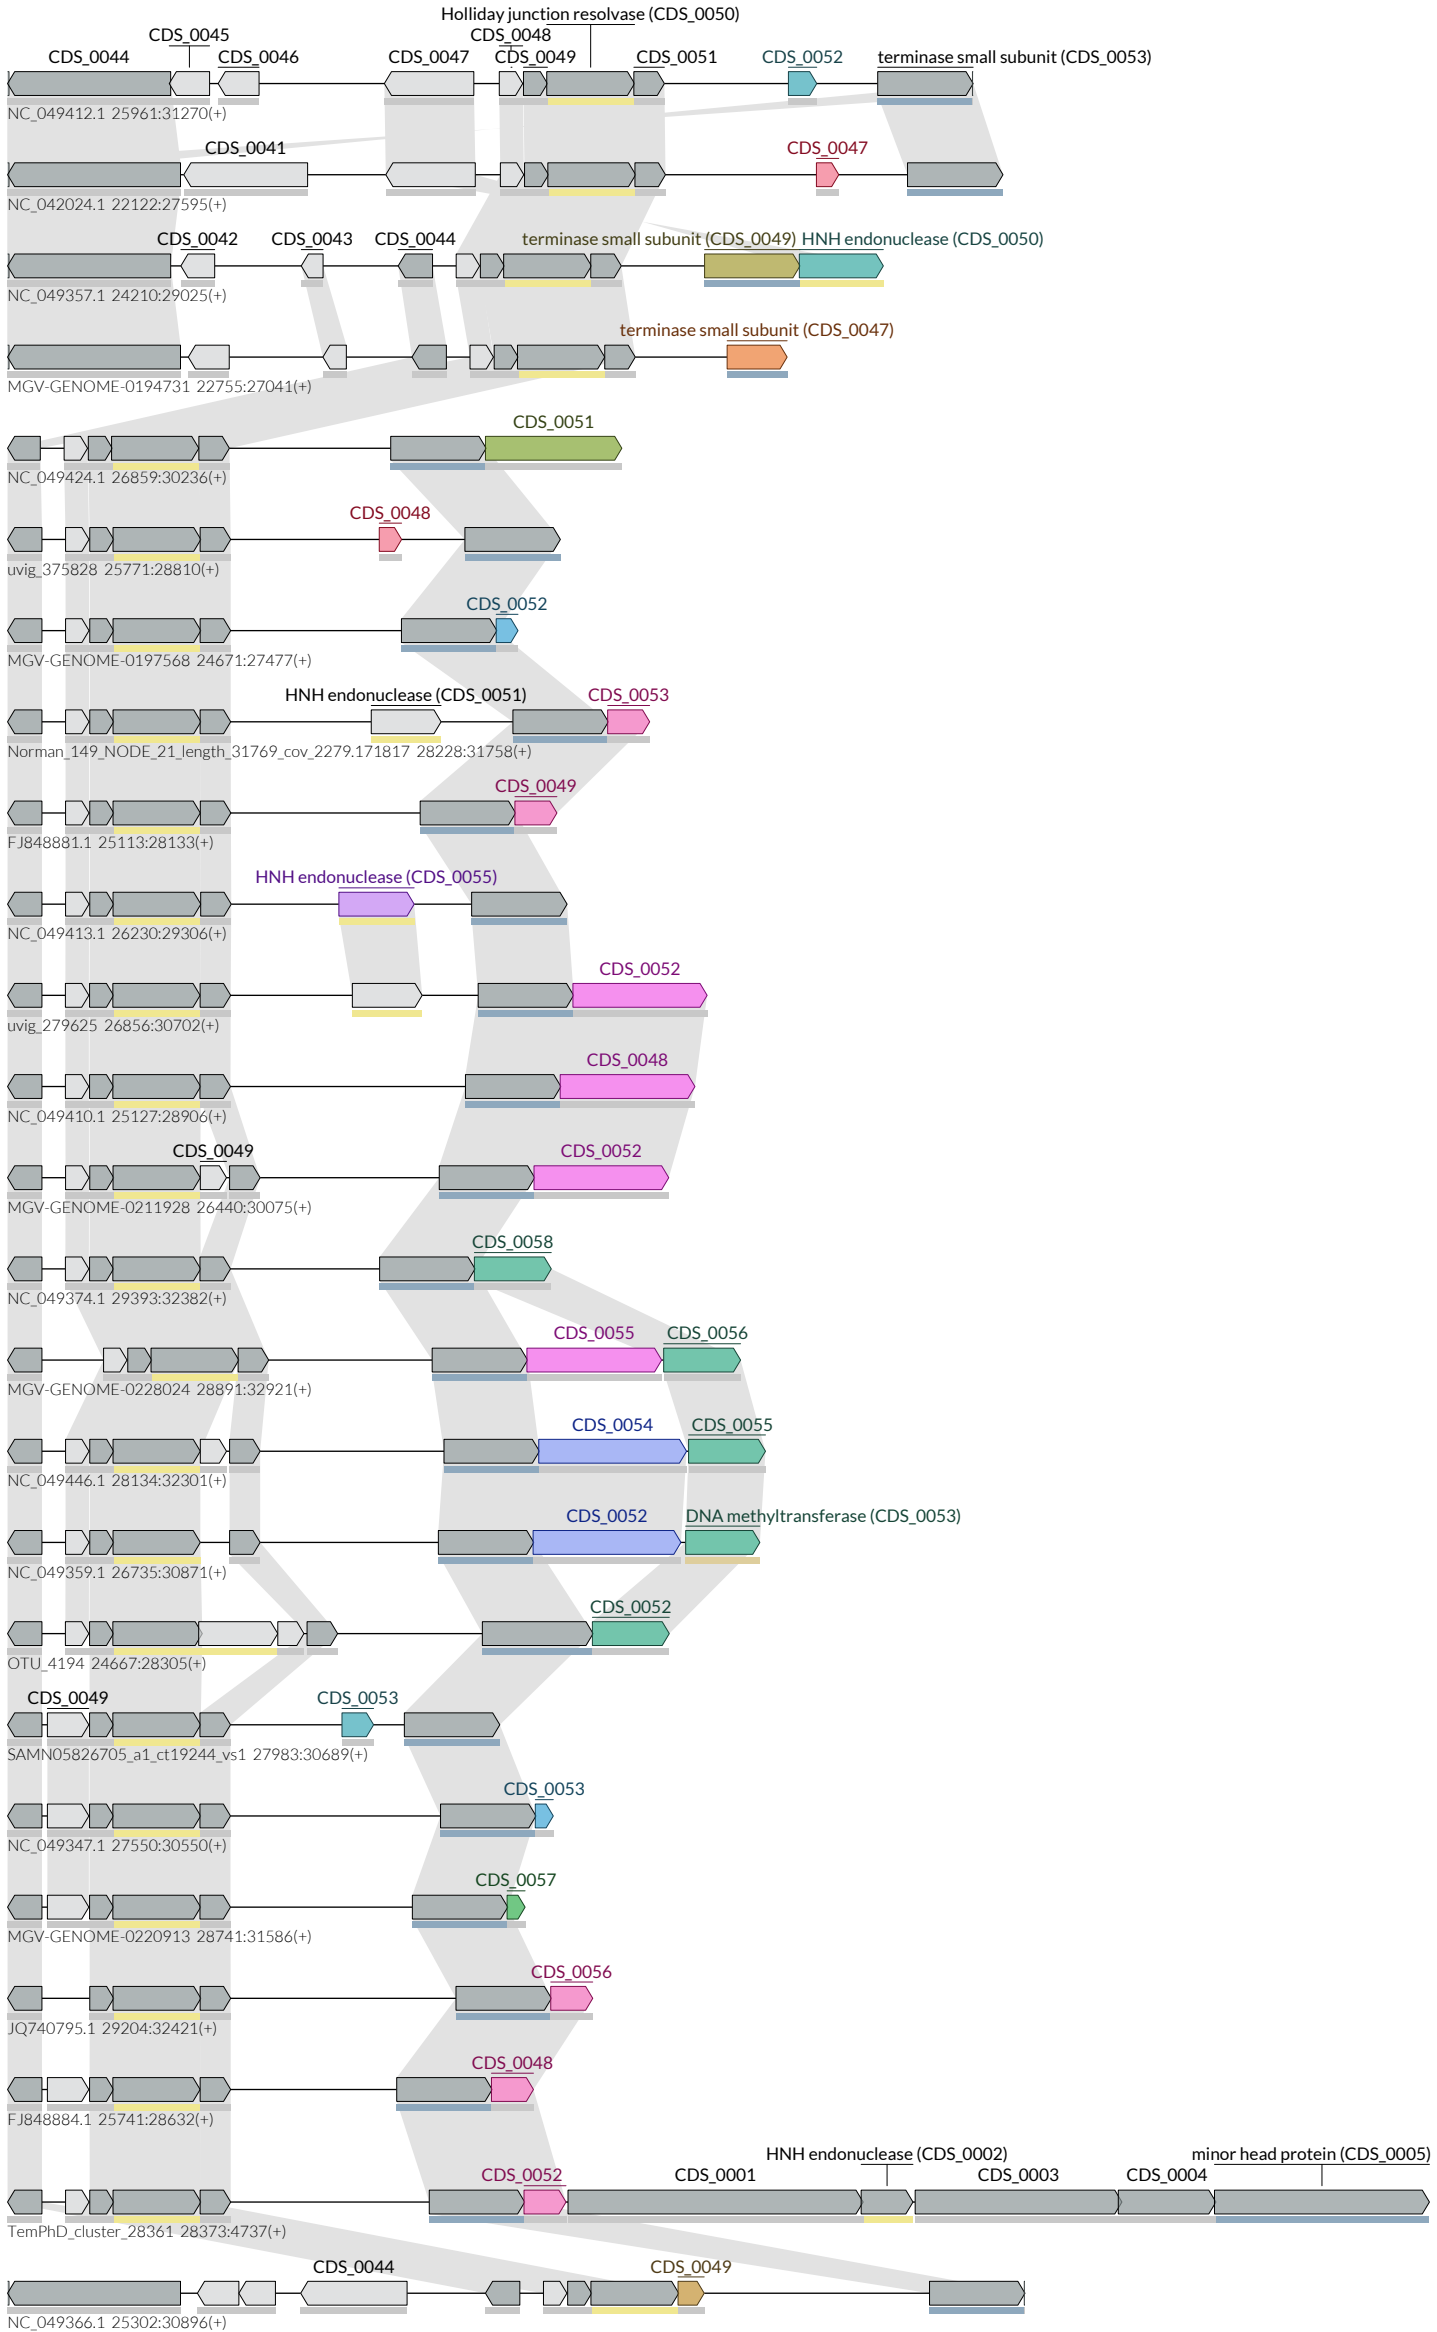 Holliday junction resolvase (CDS_0050)
CDS_0045 CDS_0048
CDS_0044 CDS_0046 CDS_0047 CDS_0049 CDS_0051 CDS_0052 terminase small subunit (CDS_0053)
NC_049412.1 25961:31270(+)
CDS_0041 CDS_0047
NC_042024.1 22122:27595(+)
CDS_0042 CDS_0043 CDS_0044 terminase small subunit (CDS_0049) HNH endonuclease (CDS_0050)
NC_049357.1 24210:29025(+)
terminase small subunit (CDS_0047)
MGV-GENOME-0194731 22755:27041(+)
CDS_0051
NC_049424.1 26859:30236(+)
CDS_0048
uvig_375828 25771:28810(+)
CDS_0052
MGV-GENOME-0197568 24671:27477(+)
HNH endonuclease (CDS_0051) CDS_0053
Norman_149_NODE_21_length_31769_cov_2279.171817 28228:31758(+)
CDS_0049
FJ848881.1 25113:28133(+)
HNH endonuclease (CDS_0055)
NC_049413.1 26230:29306(+)
CDS_0052
uvig_279625 26856:30702(+)
CDS_0048
NC_049410.1 25127:28906(+)
CDS_0049 CDS_0052
MGV-GENOME-0211928 26440:30075(+)
CDS_0058
NC_049374.1 29393:32382(+)
CDS_0055 CDS_0056
MGV-GENOME-0228024 28891:32921(+)
CDS_0054 CDS_0055
NC_049446.1 28134:32301(+)
CDS_0052 DNA methyltransferase (CDS_0053)
NC_049359.1 26735:30871(+)
CDS_0052
OTU_4194 24667:28305(+)
CDS_0049 CDS_0053
SAMN05826705_a1_ct19244_vs1 27983:30689(+)
CDS_0053
NC_049347.1 27550:30550(+)
CDS_0057
MGV-GENOME-0220913 28741:31586(+)
CDS_0056
JQ740795.1 29204:32421(+)
CDS_0048
FJ848884.1 25741:28632(+)
HNH endonuclease (CDS_0002) minor head protein (CDS_0005)
CDS_0052 CDS_0001 CDS_0003 CDS_0004
TemPhD_cluster_28361 28373:4737(+)
CDS_0044 CDS_0049
NC_049366.1 25302:30896(+)